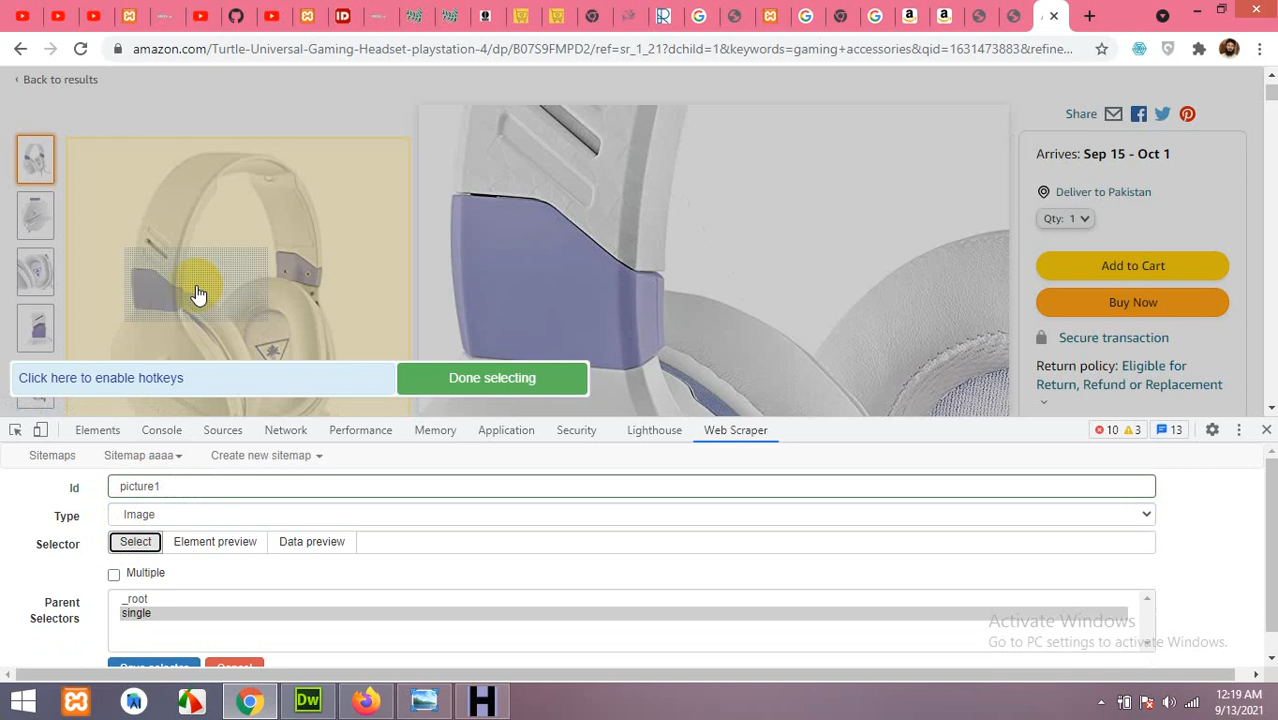 amazon.com/Turtle-Universal-Gaming-Headset-playstation-4/dp/B07S9FMPD2/ref=sr_1_21?dchild=1&keywords=gaming+accessories&qid=1631473883&refine...
‹ Back to results
Share
Arrives: Sep 15 - Oct 1
Deliver to Pakistan
Qty: 1
Add to Cart
Buy Now
Secure transaction
Return policy: Eligible for
Return, Refund or Replacement
Click here to enable hotkeys
Done selecting
Elements Console Sources Network Performance Memory Application Security Lighthouse Web Scraper 10 3 13
Sitemaps Sitemap aaaa Create new sitemap
Id picture1
Type Image
Selector Select Element preview Data preview
Multiple
Parent
Selectors
_root
single
Activate Windows
Go to PC settings to activate Windows.
Save selector Cancel
Dw
12:19 AM
9/13/2021